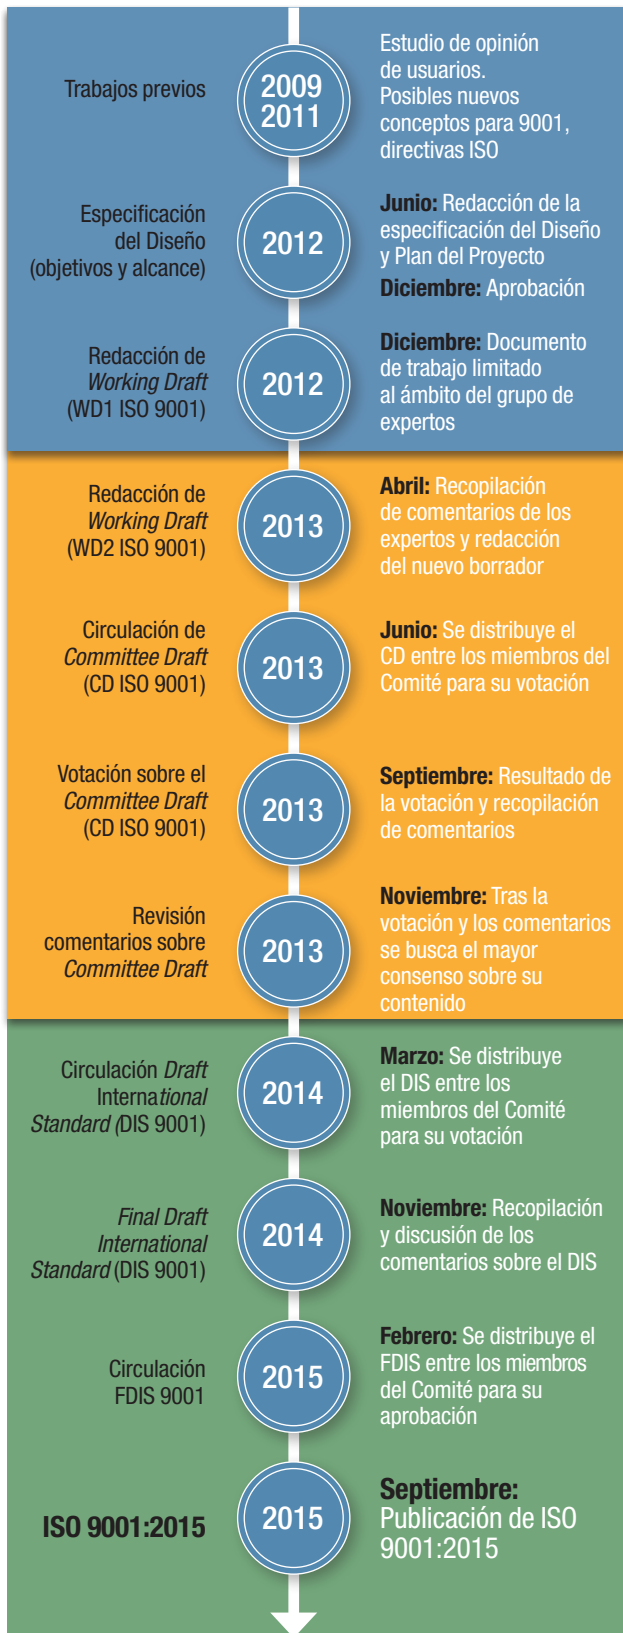 Trabajos previos
2009
2011
Estudio de opinión
de usuarios.
Posibles nuevos
conceptos para 9001,
directivas ISO
Especificación
del Diseño
(objetivos y alcance)
2012
Junio: Redacción de la
especificación del Diseño
y Plan del Proyecto
Diciembre: Aprobación
Redacción de
Working Draft
(WD1 ISO 9001)
2012
Diciembre: Documento
de trabajo limitado
al ámbito del grupo de
expertos
Redacción de
Working Draft
(WD2 ISO 9001)
2013
Abril: Recopilación
de comentarios de los
expertos y redacción
del nuevo borrador
Circulación de
Committee Draft
(CD ISO 9001)
2013
Junio: Se distribuye el
CD entre los miembros del
Comité para su votación
Votación sobre el
Committee Draft
(CD ISO 9001)
2013
Septiembre: Resultado de
la votación y recopilación
de comentarios
Revisión
comentarios sobre
Committee Draft
2013
Noviembre: Tras la
votación y los comentarios
se busca el mayor
consenso sobre su
contenido
Circulación Draft
International
Standard (DIS 9001)
2014
Marzo: Se distribuye
el DIS entre los
miembros del Comité
para su votación
Final Draft
International
Standard (DIS 9001)
2014
Noviembre: Recopilación
y discusión de los
comentarios sobre el DIS
Circulación
FDIS 9001
2015
Febrero: Se distribuye el
FDIS entre los miembros
del Comité para su
aprobación
ISO 9001:2015
2015
Septiembre:
Publicación de ISO
9001:2015